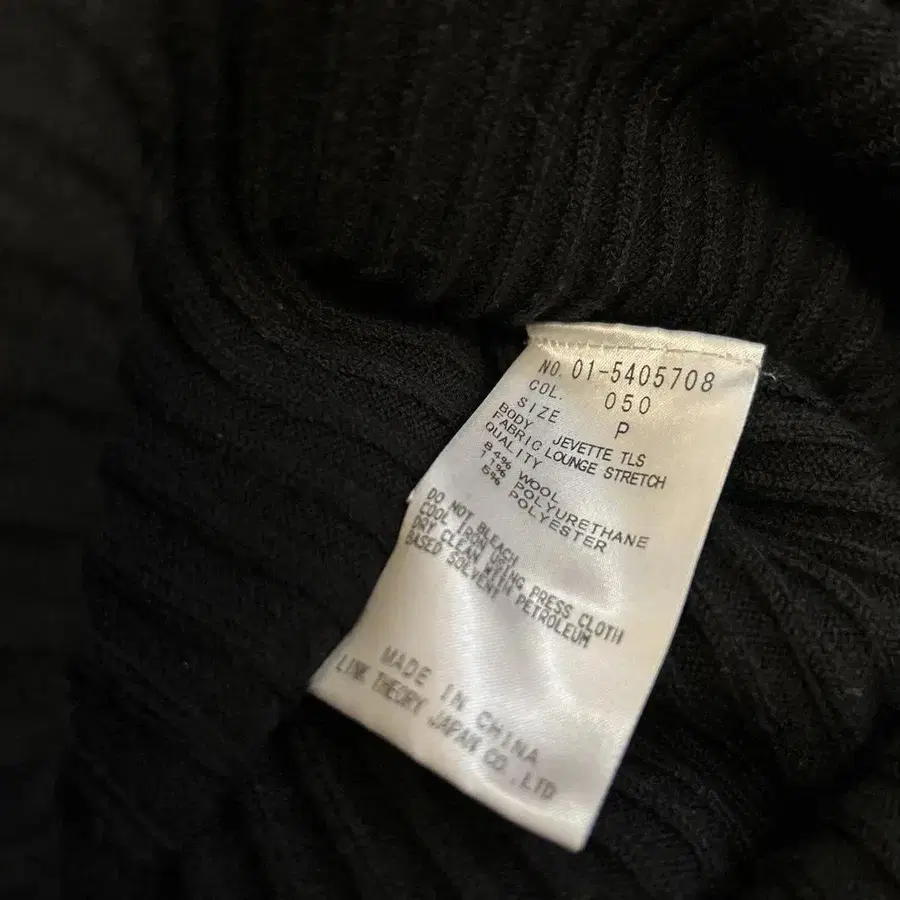 NO. 01-5405708
COL. 050
SIZE P
BODY JEVETTE TLS
FABRIC LOUNGE STRETCH
QUALITY
84% WOOL
11% POLYURETHANE
5% POLYESTER
DO NOT BLEACH
COOL IRON USING PRESS CLOTH
DRY CLEAN WITH PETROLEUM
BASED SOLVENT
MADE IN CHINA
LINK THEORY JAPAN CO.,LTD